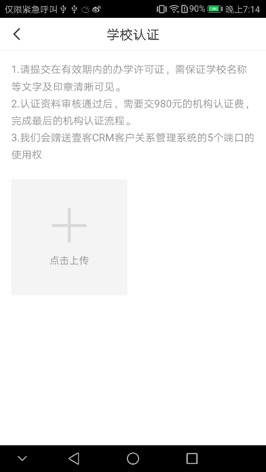 仅限紧急呼叫 90% 晚上7:14
学校认证
1.请提交在有效期内的办学许可证，需保证学校名称
等文字及印章清晰可见。
2.认证资料审核通过后，需要交980元的机构认证费，
完成最后的机构认证流程。
3.我们会赠送壹客CRM客户关系管理系统的5个端口的
使用权
点击上传